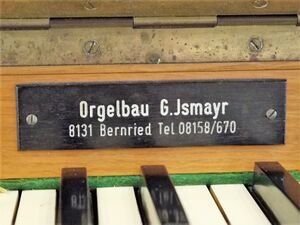 Orgelbau G.Jsmayr
8131 Bernried Tel 08158/670